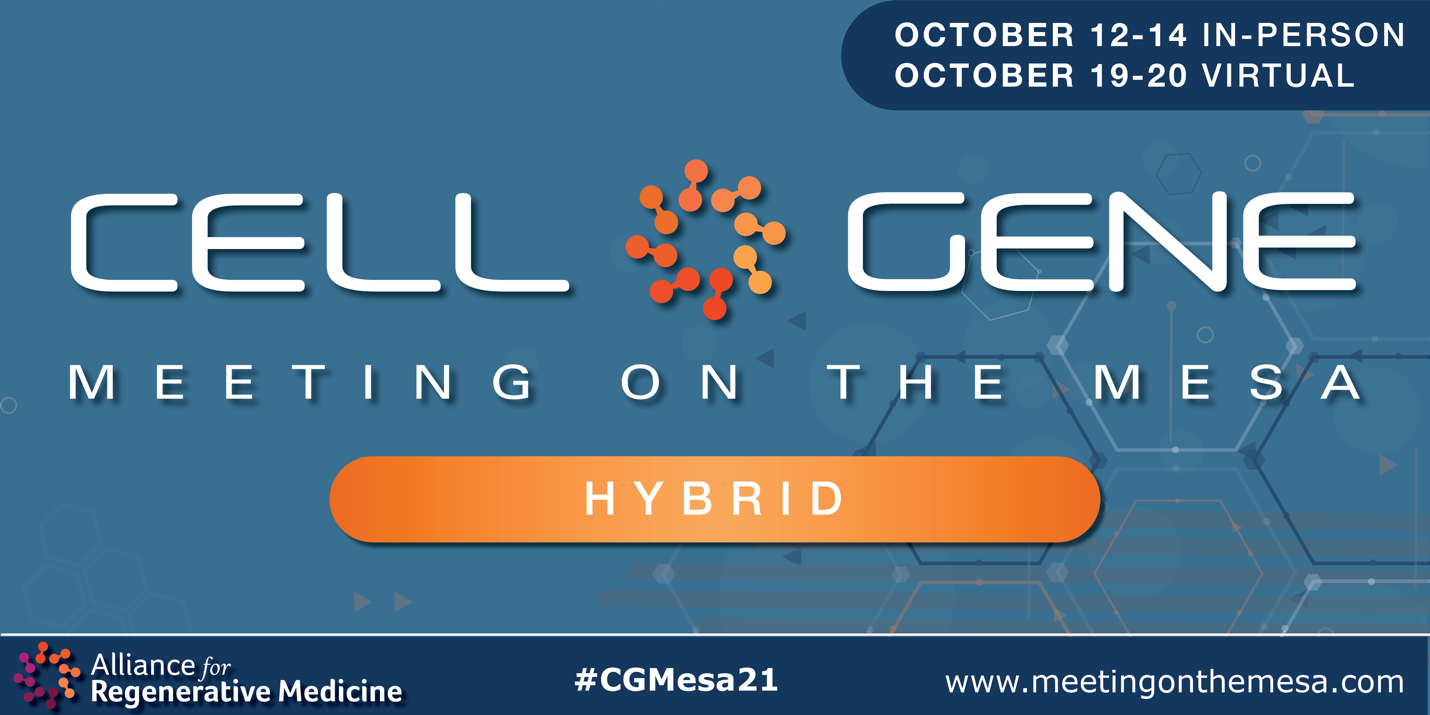 OCTOBER 12-14 IN-PERSON
OCTOBER 19-20 VIRTUAL
CELL GENE
MEETING ON THE MESA
HYBRID
Alliance for
Regenerative Medicine
#CGMesa21
www.meetingonthemesa.com